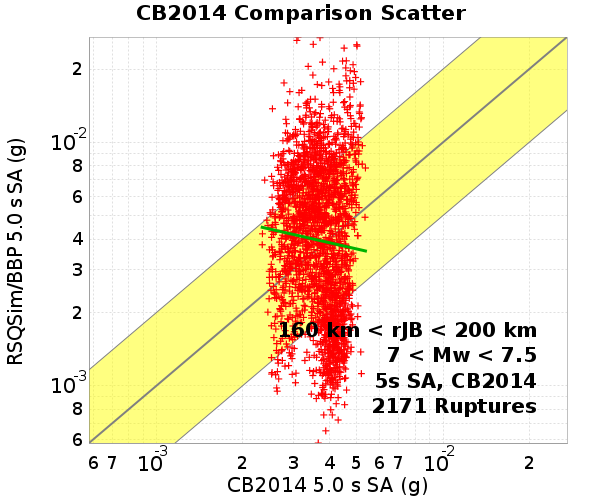 CB2014 Comparison Scatter
RSQSim/BBP 5.0 s SA (g)
2
10-2
8
6
4
3
2
10-3
8
6
160 km < rJB < 200 km
7 < Mw < 7.5
5s SA, CB2014
2171 Ruptures
6 7 10-3 2 3 4 5 6 7 10-2 2
CB2014 5.0 s SA (g)